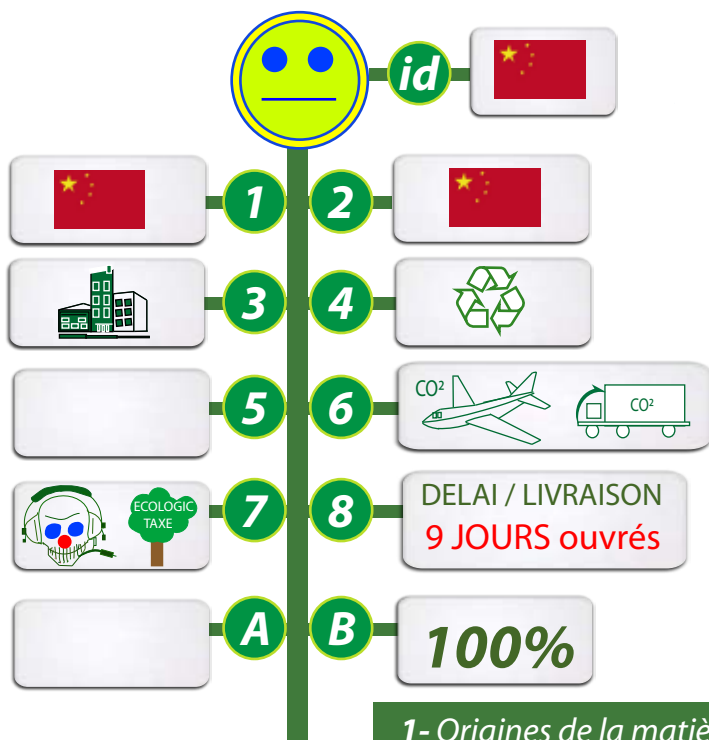 id
1
2
3
4
5
6
CO²
CO²
ECOLOGIC
TAXE
7
8
DELAI / LIVRAISON
9 JOURS ouvrés
A
B
100%
1- Origines de la matiè